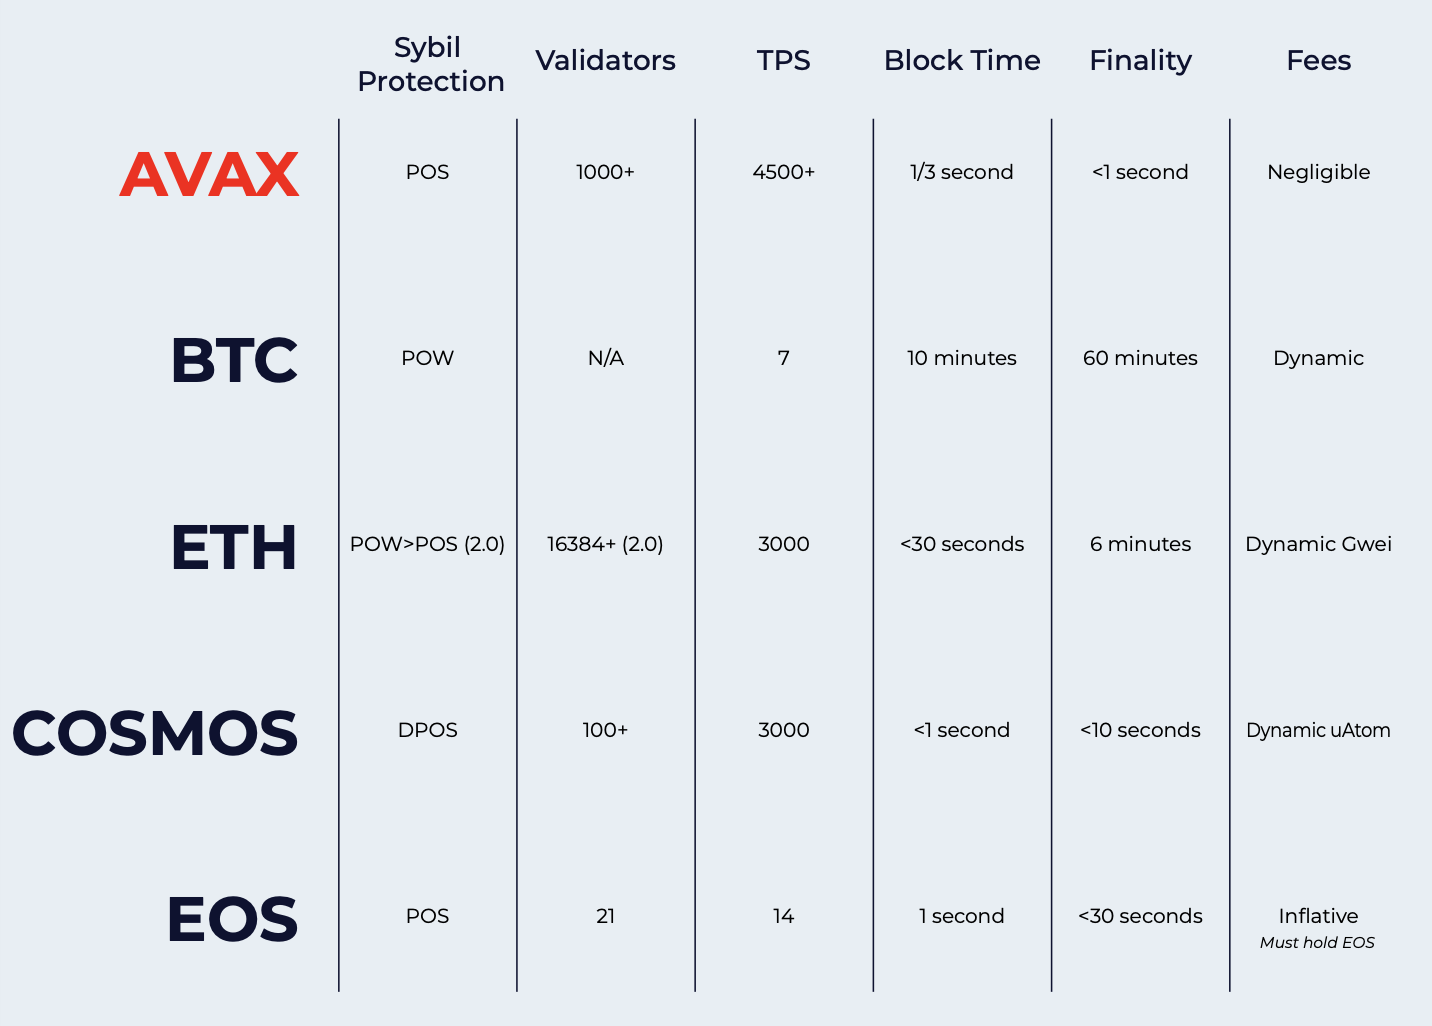 Sybil
Protection
Validators
TPS
Block Time
Finality
Fees
AVAX
POS
1000+
4500+
1/3 second
<1 second
Negligible
BTC
POW
N/A
7
10 minutes
60 minutes
Dynamic
ETH
POW>POS (2.0)
16384+ (2.0)
3000
<30 seconds
6 minutes
Dynamic Gwei
COSMOS
DPOS
100+
3000
<1 second
<10 seconds
Dynamic uAtom
EOS
POS
21
14
1 second
<30 seconds
Inflative
Must hold EOS